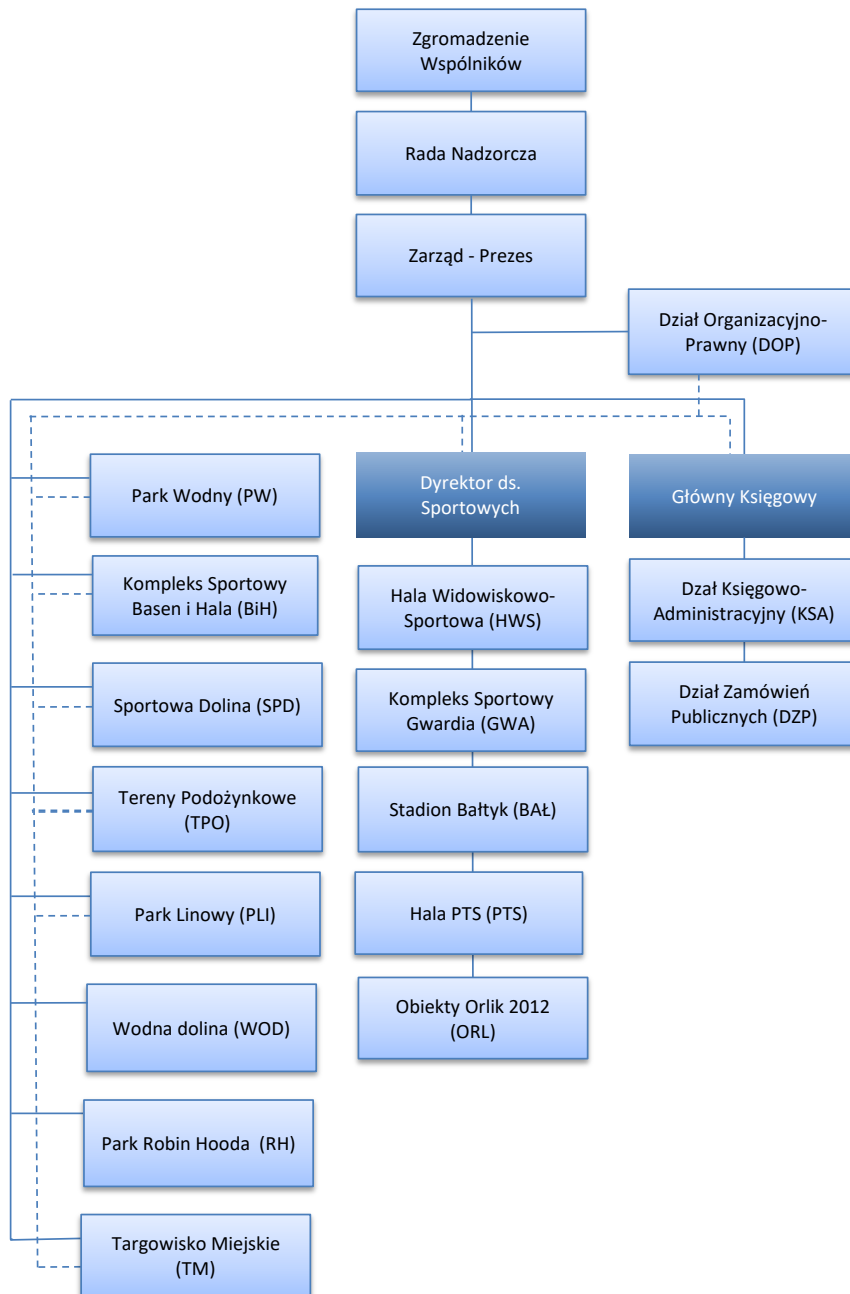 Zgromadzenie
Wspólników
Rada Nadzorcza
Zarząd - Prezes
Dział Organizacyjno-
Prawny (DOP)
Park Wodny (PW)
Kompleks Sportowy
Basen i Hala (BiH)
Sportowa Dolina (SPD)
Tereny Podożynkowe
(TPO)
Park Linowy (PLI)
Wodna dolina (WOD)
Park Robin Hooda (RH)
Targowisko Miejskie
(TM)
Dyrektor ds.
Sportowych
Hala Widowiskowo-
Sportowa (HWS)
Kompleks Sportowy
Gwardia (GWA)
Stadion Bałtyk (BAŁ)
Hala PTS (PTS)
Obiekty Orlik 2012
(ORL)
Główny Księgowy
Dzał Księgowo-
Administracyjny (KSA)
Dział Zamówień
Publicznych (DZP)